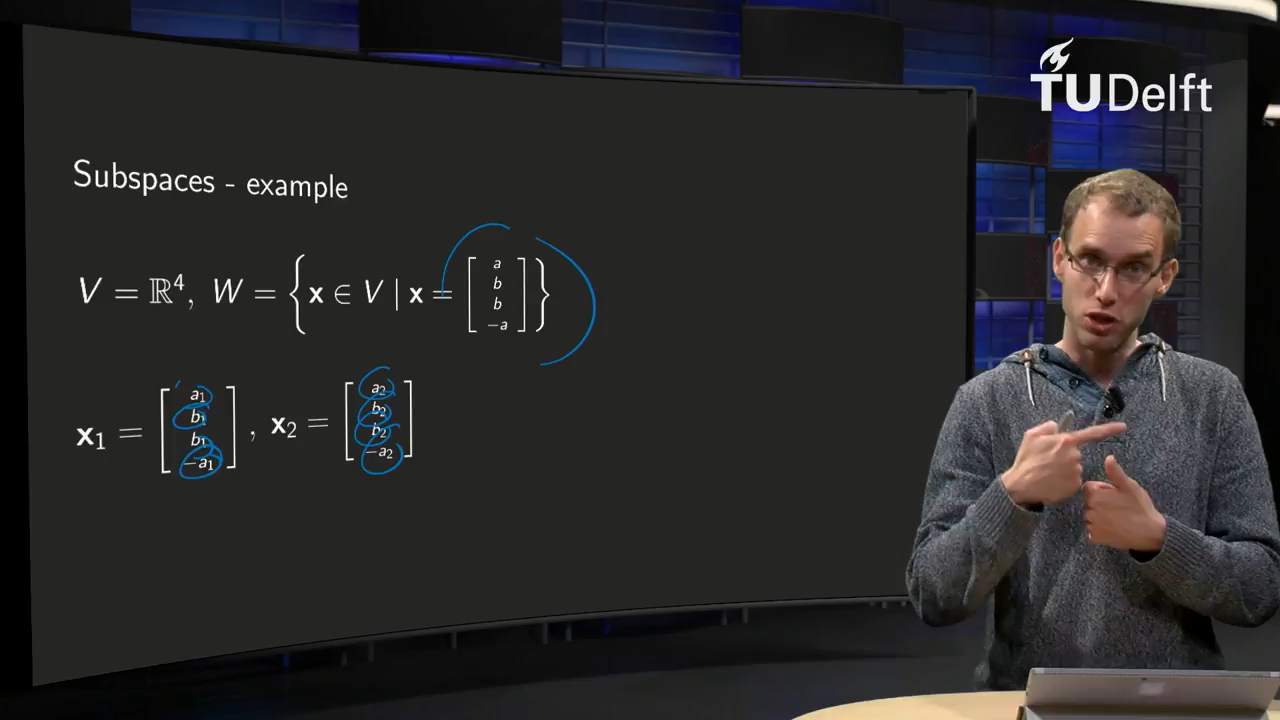 TUDelft
Subspaces - example
V = ℝ⁴, W = { x ∈ V | x = [ a b b −a ] }
x₁ = [ a₁ b₁ b₁ −a₁ ] , x₂ = [ a₂ b₂ b₂ −a₂ ]